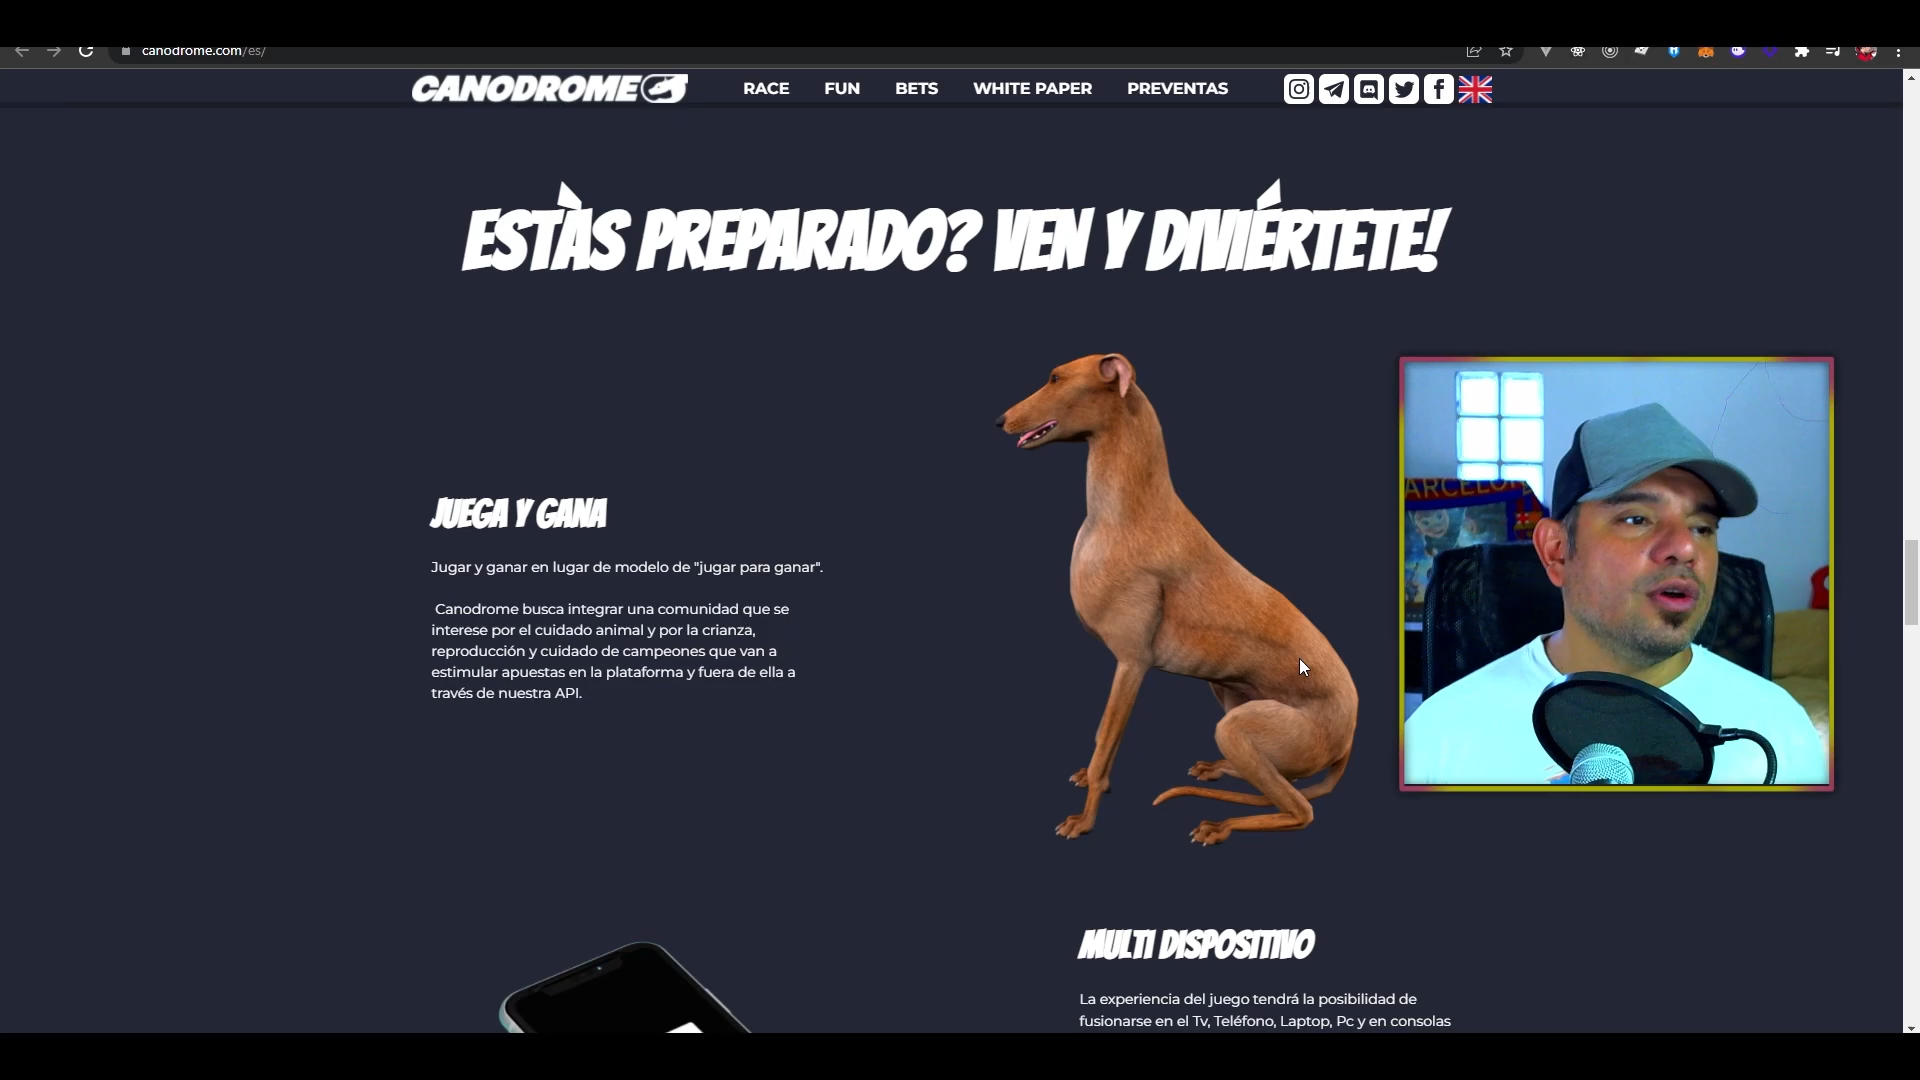 canodrome.com/es/
CANODROME
RACE
FUN
BETS
WHITE PAPER
PREVENTAS
ESTÀS PREPARADO? VEN Y DIVIÉRTETE!
JUEGA Y GANA
Jugar y ganar en lugar de modelo de "jugar para ganar".
Canodrome busca integrar una comunidad que se
interese por el cuidado animal y por la crianza,
reproducción y cuidado de campeones que van a
estimular apuestas en la plataforma y fuera de ella a
través de nuestra API.
ARCELO
MULTI DISPOSITIVO
La experiencia del juego tendrá la posibilidad de
fusionarse en el Tv, Teléfono, Laptop, Pc y en consolas